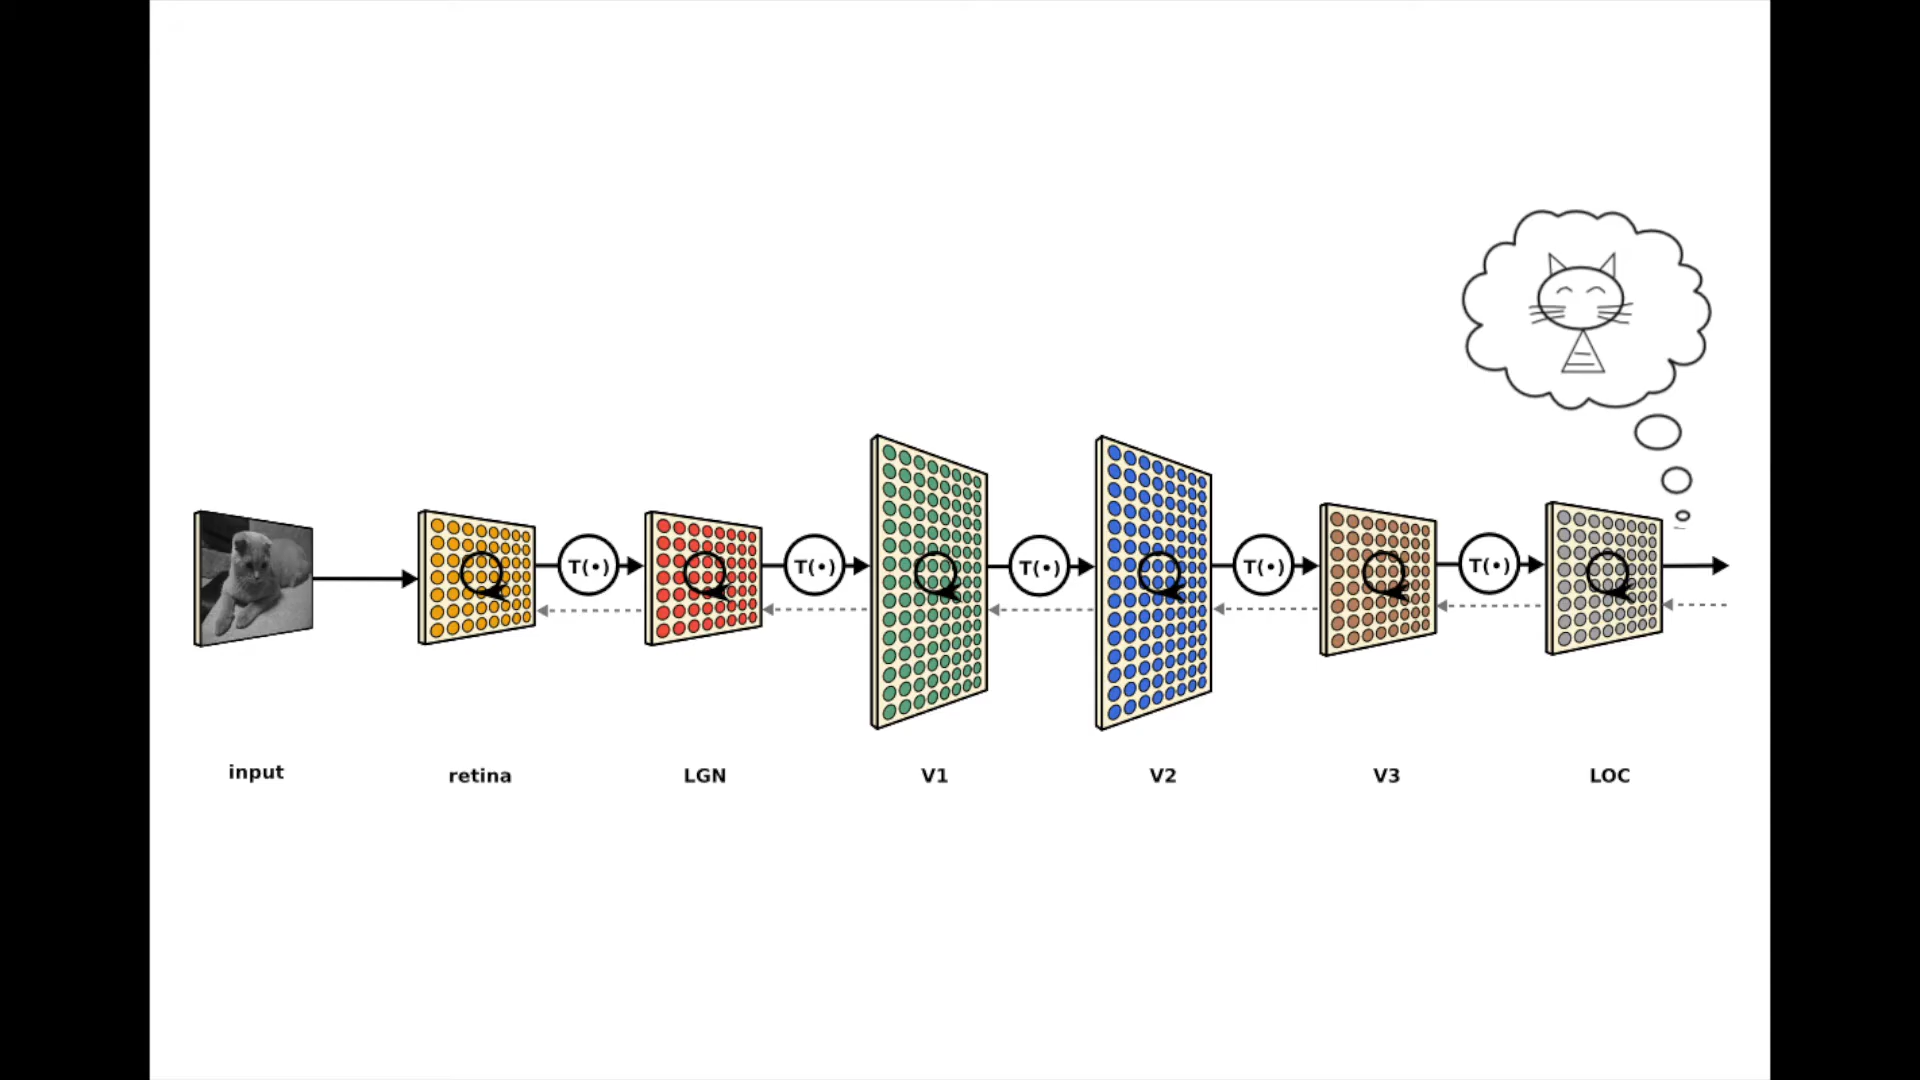 T(•)
T(•)
T(•)
T(•)
T(•)
input
retina
LGN
V1
V2
V3
LOC